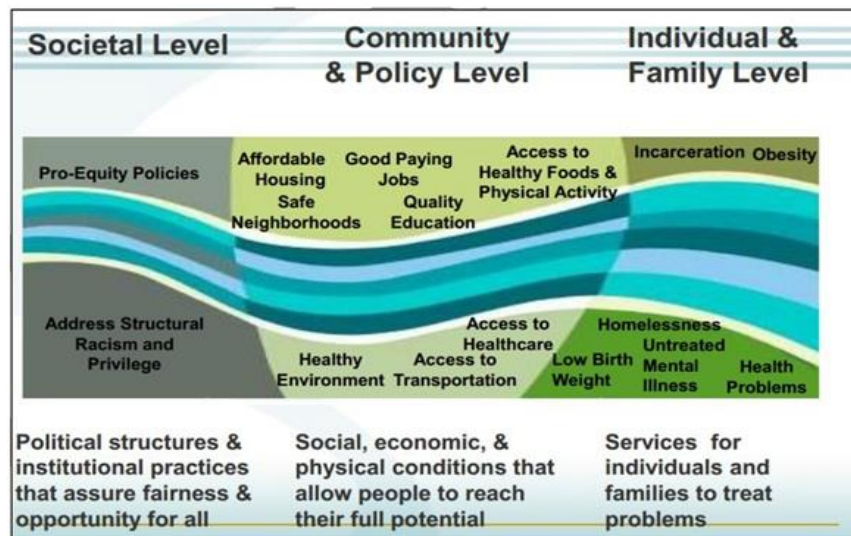 Societal Level
Community
& Policy Level
Individual &
Family Level
Pro-Equity Policies
Affordable
Housing
Safe
Neighborhoods
Good Paying
Jobs
Quality
Education
Access to
Healthy Foods &
Physical Activity
Incarceration
Obesity
Address Structural
Racism and
Privilege
Healthy
Environment
Access to
Transportation
Access to
Healthcare
Low Birth
Weight
Homelessness
Untreated
Mental
Illness
Health
Problems
Political structures &
institutional practices
that assure fairness &
opportunity for all
Social, economic, &
physical conditions that
allow people to reach
their full potential
Services for
individuals and
families to treat
problems